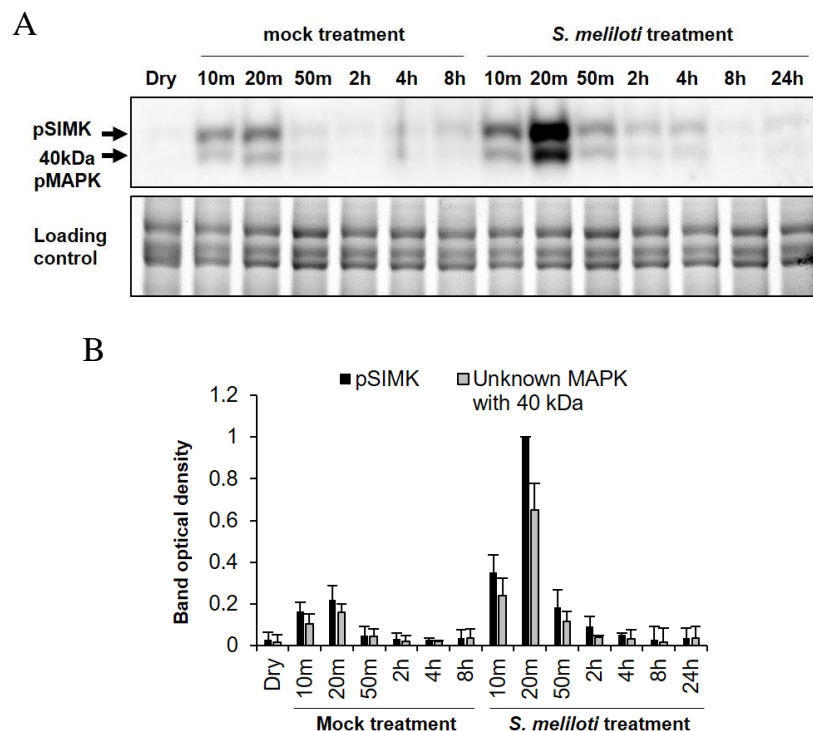 A
mock treatment
S. meliloti treatment
Dry 10m 20m 50m 2h 4h 8h 10m 20m 50m 2h 4h 8h 24h
pSIMK
40kDa
pMAPK
Loading
control
B
pSIMK
Unknown MAPK
with 40 kDa
Band optical density
1.2
1
0.8
0.6
0.4
0.2
0
Dry 10m 20m 50m 2h 4h 8h 10m 20m 50m 2h 4h 8h 24h
Mock treatment
S. meliloti treatment